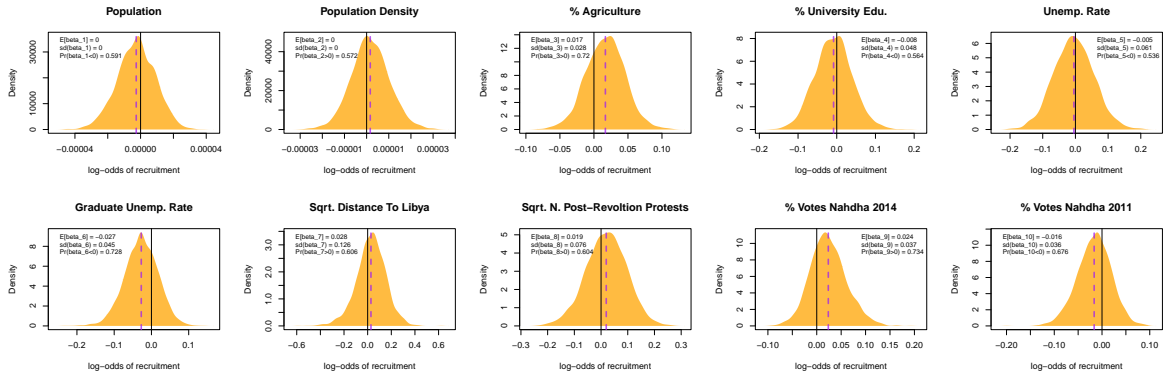 Population
E[beta_1] = 0
sd(beta_1) = 0
Pr(beta_1<0) = 0.591
Density
0 10000 30000
−0.00004 0.00000 0.00004
log−odds of recruitment
Population Density
E[beta_2] = 0
sd(beta_2) = 0
Pr(beta_2>0) = 0.572
Density
0 20000 40000
−0.00003 −0.00001 0.00001 0.00003
log−odds of recruitment
% Agriculture
E[beta_3] = 0.017
sd(beta_3) = 0.028
Pr(beta_3>0) = 0.72
Density
0 2 4 6 8 12
−0.10 −0.05 0.00 0.05 0.10
log−odds of recruitment
% University Edu.
E[beta_4] = −0.008
sd(beta_4) = 0.048
Pr(beta_4<0) = 0.564
Density
0 2 4 6 8
−0.2 −0.1 0.0 0.1 0.2
log−odds of recruitment
Unemp. Rate
E[beta_5] = −0.005
sd(beta_5) = 0.061
Pr(beta_5<0) = 0.536
Density
0 1 2 3 4 5 6
−0.2 −0.1 0.0 0.1 0.2
log−odds of recruitment
Graduate Unemp. Rate
E[beta_6] = −0.027
sd(beta_6) = 0.045
Pr(beta_6<0) = 0.728
Density
0 2 4 6 8
−0.2 −0.1 0.0 0.1
log−odds of recruitment
Sqrt. Distance To Libya
E[beta_7] = 0.028
sd(beta_7) = 0.126
Pr(beta_7>0) = 0.606
Density
0.0 1.0 2.0 3.0
−0.6 −0.2 0.0 0.2 0.4 0.6
log−odds of recruitment
Sqrt. N. Post−Revoltion Protests
E[beta_8] = 0.019
sd(beta_8) = 0.076
Pr(beta_8>0) = 0.604
Density
0 1 2 3 4 5
−0.3 −0.2 −0.1 0.0 0.1 0.2 0.3
log−odds of recruitment
% Votes Nahdha 2014
E[beta_9] = 0.024
sd(beta_9) = 0.037
Pr(beta_9>0) = 0.734
Density
0 2 4 6 8 10
−0.10 0.00 0.05 0.10 0.15 0.20
log−odds of recruitment
% Votes Nahdha 2011
E[beta_10] = −0.016
sd(beta_10) = 0.036
Pr(beta_10<0) = 0.676
Density
0 2 4 6 8 10
−0.20 −0.10 0.00 0.10
log−odds of recruitment